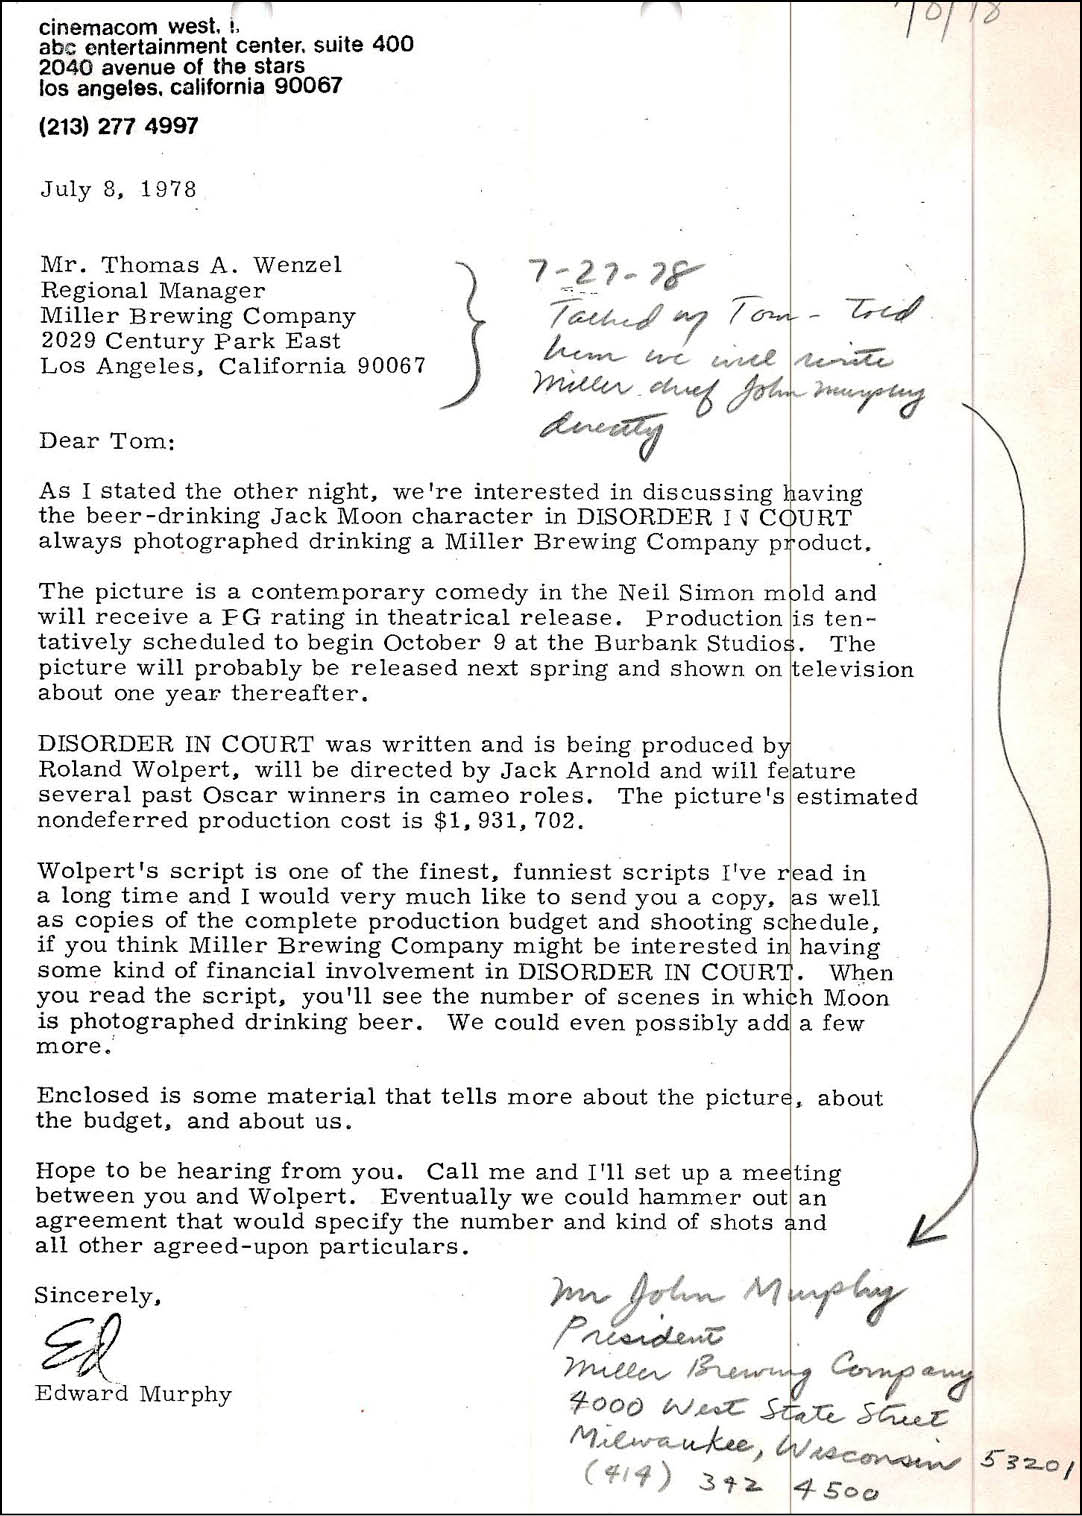 cinemacom west, i.
abc entertainment center, suite 400
2040 avenue of the stars
los angeles, california 90067
(213) 277 4997
July 8, 1978
Mr. Thomas A. Wenzel
Regional Manager
Miller Brewing Company
2029 Century Park East
Los Angeles, California 90067
7-27-78
Talked w/ Tom - told
him we will write
Miller chief John Murphy
directly
Dear Tom:
As I stated the other night, we're interested in discussing having
the beer-drinking Jack Moon character in DISORDER IN COURT
always photographed drinking a Miller Brewing Company product.
The picture is a contemporary comedy in the Neil Simon mold and
will receive a PG rating in theatrical release. Production is ten-
tatively scheduled to begin October 9 at the Burbank Studios. The
picture will probably be released next spring and shown on television
about one year thereafter.
DISORDER IN COURT was written and is being produced by
Roland Wolpert, will be directed by Jack Arnold and will feature
several past Oscar winners in cameo roles. The picture's estimated
nondeferred production cost is $1,931,702.
Wolpert's script is one of the finest, funniest scripts I've read in
a long time and I would very much like to send you a copy, as well
as copies of the complete production budget and shooting schedule,
if you think Miller Brewing Company might be interested in having
some kind of financial involvement in DISORDER IN COURT. When
you read the script, you'll see the number of scenes in which Moon
is photographed drinking beer. We could even possibly add a few
more.
Enclosed is some material that tells more about the picture, about
the budget, and about us.
Hope to be hearing from you. Call me and I'll set up a meeting
between you and Wolpert. Eventually we could hammer out an
agreement that would specify the number and kind of shots and
all other agreed-upon particulars.
Sincerely,
Ed
Edward Murphy
Mr John Murphy
President
Miller Brewing Company
4000 West State Street
Milwaukee, Wisconsin 53201
(414) 342 4500